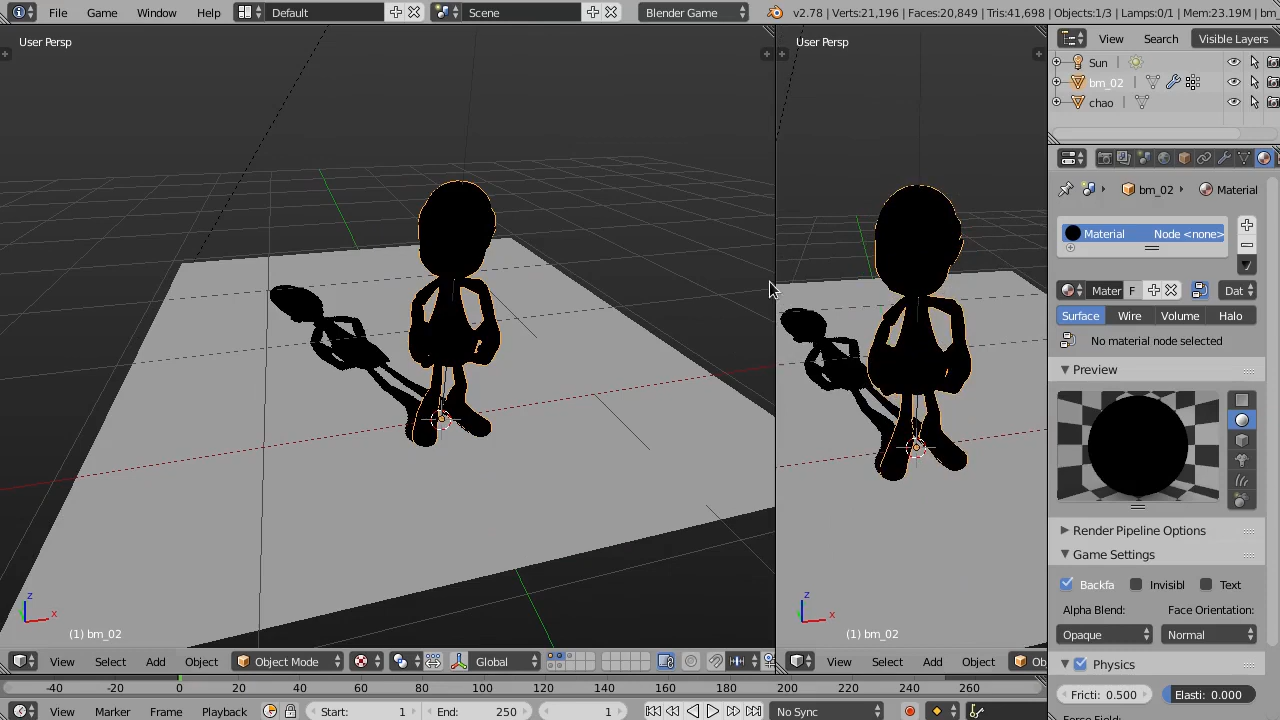 File Game Window Help Default Scene Blender Game v2.78 | Verts:21,196 | Faces:20,849 | Tris:41,698 | Objects:1/3 | Lamps:0/1 | Mem:23.19M | bm
User Persp
User Persp
View Search Visible Layers
Sun
bm_02
chao
bm_02 Material
Material Node <none>
Mater F Dat
Surface Wire Volume Halo
No material node selected
Preview
Render Pipeline Options
Game Settings
Backfa Invisibl Text
Alpha Blend: Face Orientation:
Opaque Normal
Physics
Fricti: 0.500 Elasti: 0.000
z
x
(1) bm_02
z
x
(1) bm_02
View Select Add Object Object Mode Global
View Select Add Object Ob
-40 -20 0 20 40 60 80 100 120 140 160 180 200 220 240 260
View Marker Frame Playback Start: 1 End: 250 1 No Sync